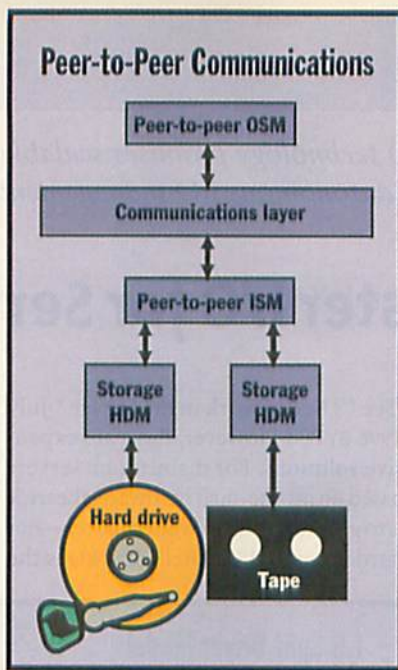 Peer-to-Peer Communications
Peer-to-peer OSM
Communications layer
Peer-to-peer ISM
Storage
HDM
Storage
HDM
Hard drive
Tape